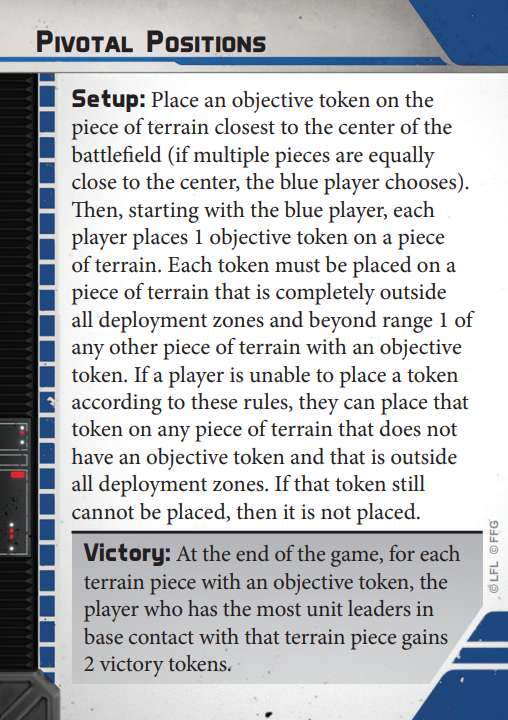 Pivotal Positions
Setup: Place an objective token on the
piece of terrain closest to the center of the
battlefield (if multiple pieces are equally
close to the center, the blue player chooses).
Then, starting with the blue player, each
player places 1 objective token on a piece
of terrain. Each token must be placed on a
piece of terrain that is completely outside
all deployment zones and beyond range 1 of
any other piece of terrain with an objective
token. If a player is unable to place a token
according to these rules, they can place that
token on any piece of terrain that does not
have an objective token and that is outside
all deployment zones. If that token still
cannot be placed, then it is not placed.
Victory: At the end of the game, for each
terrain piece with an objective token, the
player who has the most unit leaders in
base contact with that terrain piece gains
2 victory tokens.
© LFL © FFG